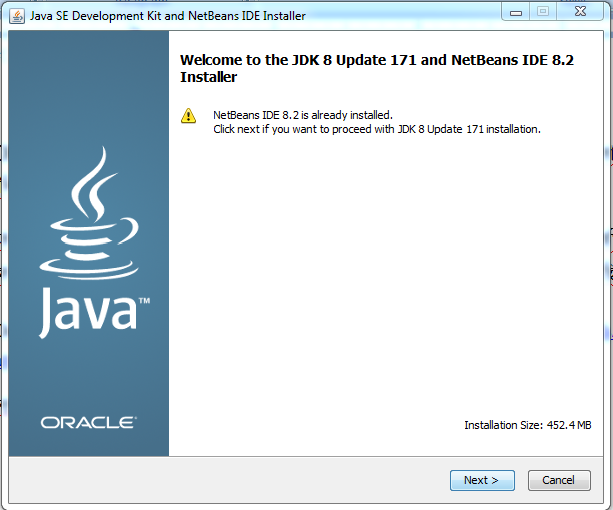 Java SE Development Kit and NetBeans IDE Installer
Welcome to the JDK 8 Update 171 and NetBeans IDE 8.2
Installer
NetBeans IDE 8.2 is already installed.
Click next if you want to proceed with JDK 8 Update 171 installation.
Java™
ORACLE®
Installation Size: 452.4 MB
Next >
Cancel